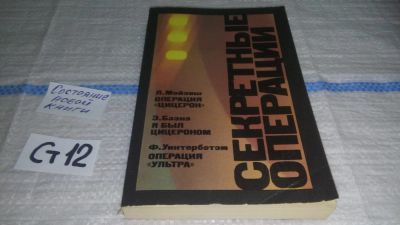 Состояние
новой
книги
G12
Л. Мойзиш
ОПЕРАЦИЯ
«ЦИЦЕРОН»
Э. Базна
Я БЫЛ
ЦИЦЕРОНОМ
Ф. Уинтерботэм
ОПЕРАЦИЯ
«УЛЬТРА»
СЕКРЕТНЫЕ
ОПЕРАЦИИ